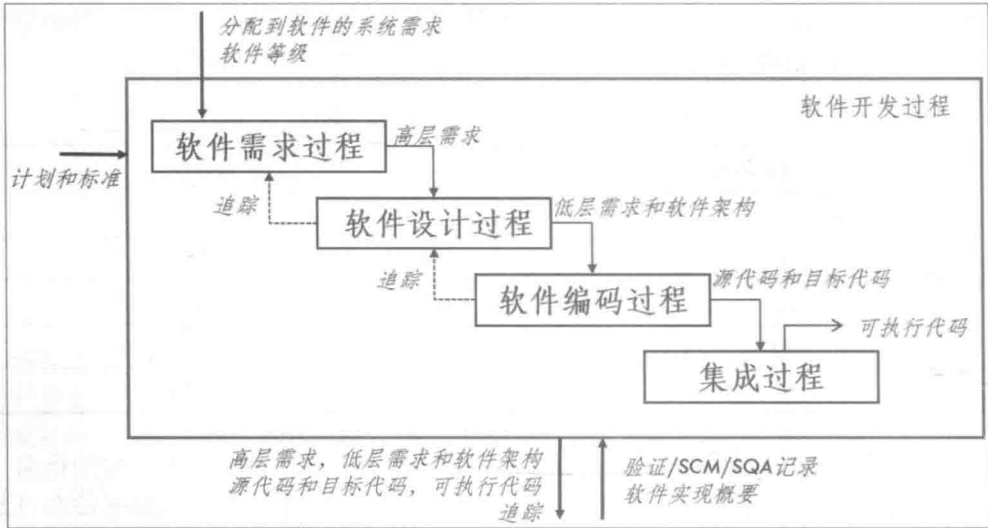 分配到软件的系统需求
软件等级
软件开发过程
软件需求过程
高层需求
计划和标准
追踪
软件设计过程
低层需求和软件架构
追踪
软件编码过程
源代码和目标代码
可执行代码
集成过程
高层需求，低层需求和软件架构
源代码和目标代码，可执行代码
追踪
验证/SCM/SQA记录
软件实现概要